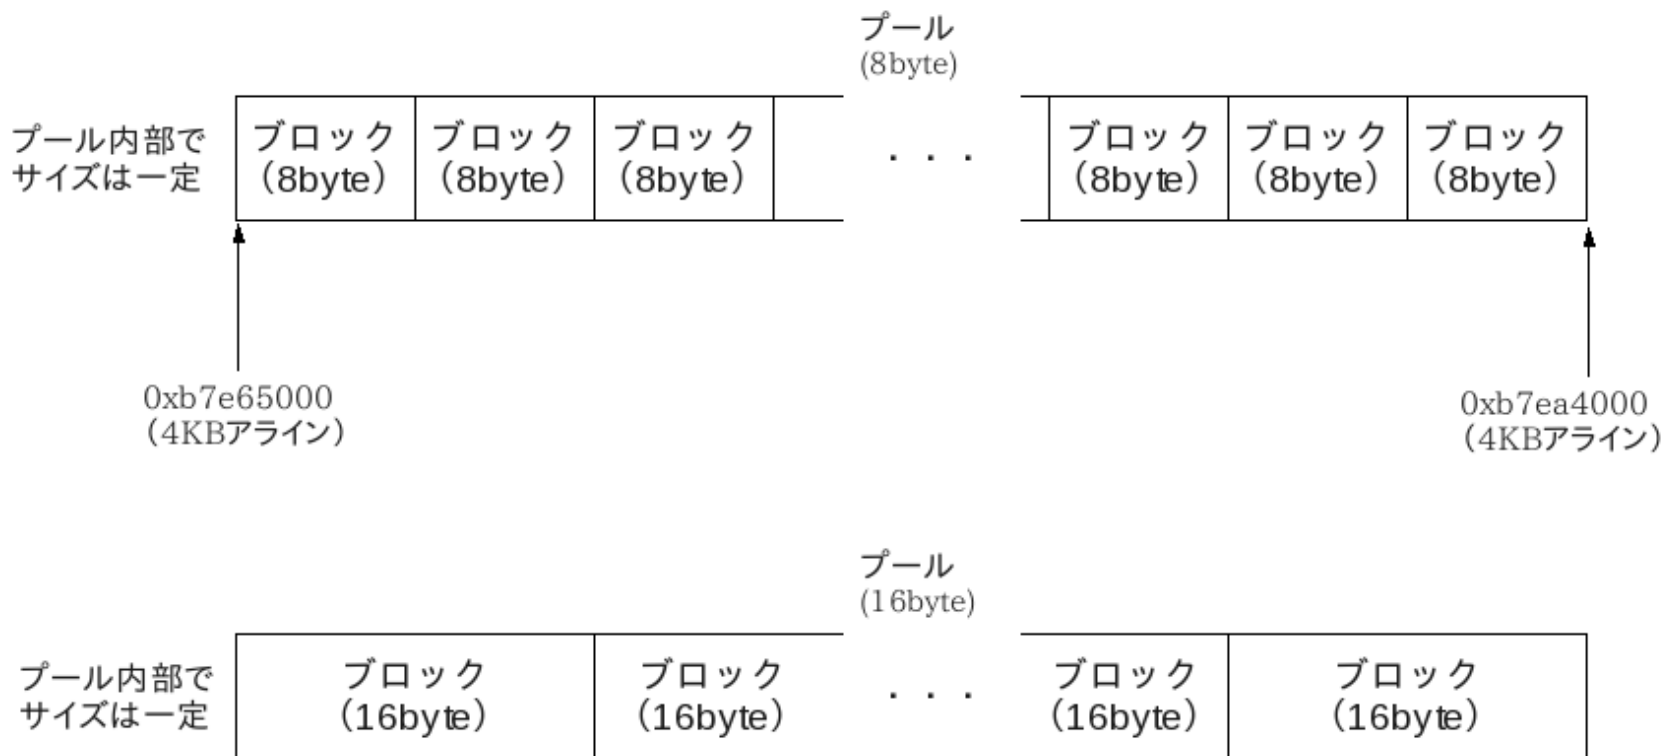 プール
(8byte)
プール内部で
サイズは一定
ブロック
(8byte)
ブロック
(8byte)
ブロック
(8byte)
・・・
ブロック
(8byte)
ブロック
(8byte)
ブロック
(8byte)
0xb7e65000
(4KBアライン)
0xb7ea4000
(4KBアライン)
プール
(16byte)
プール内部で
サイズは一定
ブロック
(16byte)
ブロック
(16byte)
・・・
ブロック
(16byte)
ブロック
(16byte)